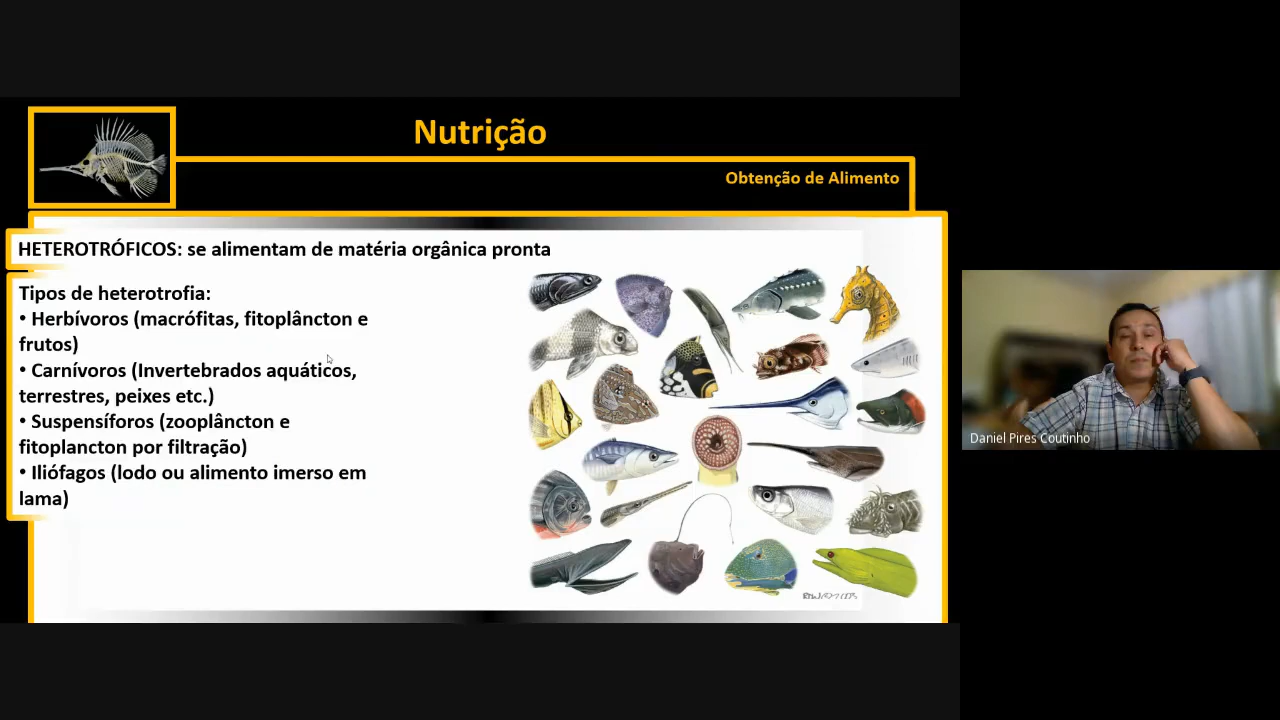 Nutrição
Obtenção de Alimento
HETEROTRÓFICOS: se alimentam de matéria orgânica pronta
Tipos de heterotrofia:
• Herbívoros (macrófitas, fitoplâncton e
frutos)
• Carnívoros (Invertebrados aquáticos,
terrestres, peixes etc.)
• Suspensíforos (zooplâncton e
fitoplancton por filtração)
• Iliófagos (lodo ou alimento imerso em
lama)
Daniel Pires Coutinho